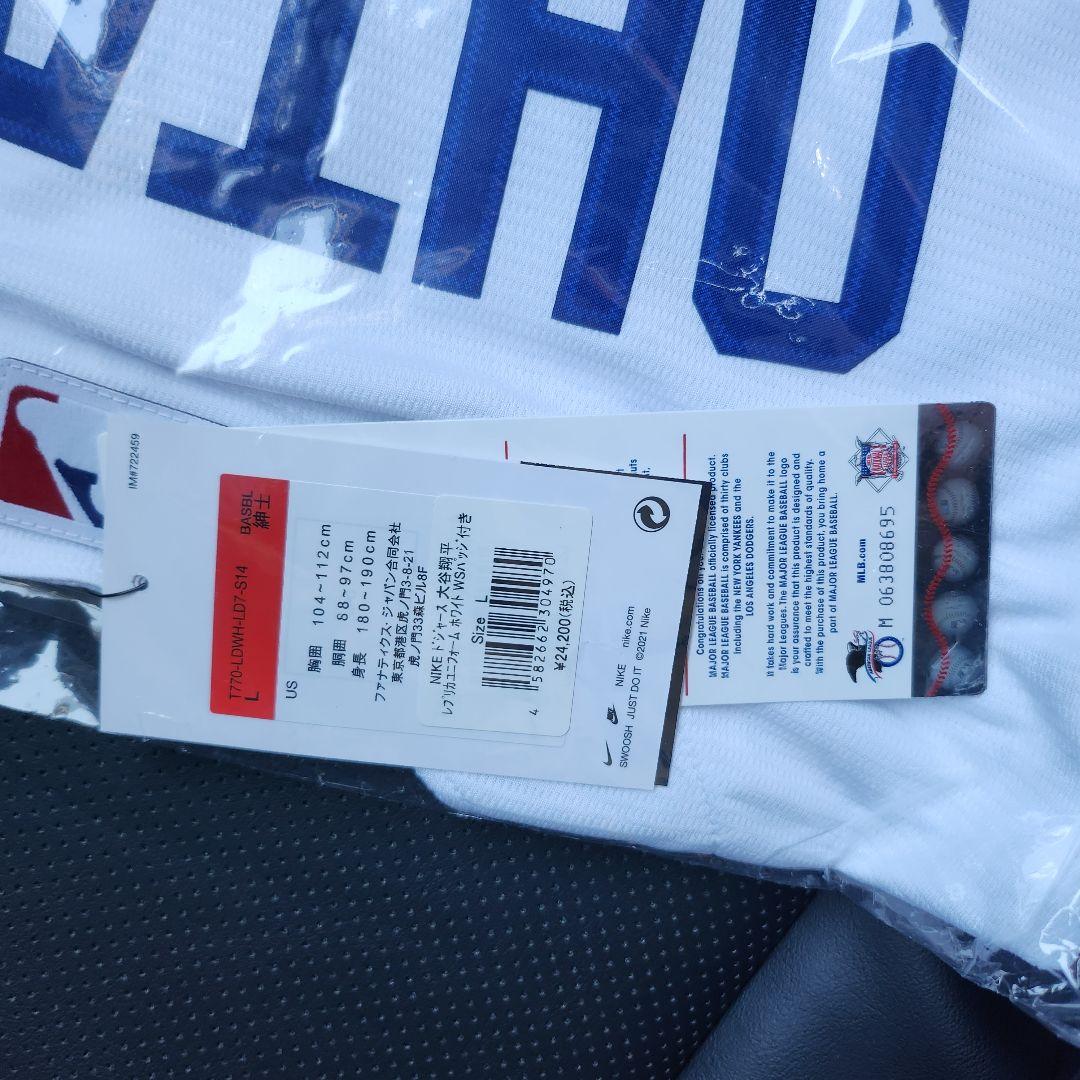 OHTANI
IM#722459
T770-LDWH-LD7-S14
BASBL
L
紳士
US
胸囲 104~112cm
胴囲 88~97cm
身長 180~190cm
ファナティクス・ジャパン合同会社
東京都港区虎ノ門3-8-21
虎ノ門33森ビル8F
NIKE ドジャース 大谷翔平
レプリカユニフォーム ホワイト WSバッジ付き
Size L
4 582662 304970
¥24,200(税込)
NIKE nike.com
SWOOSH JUST DO IT ©2021 Nike
Congratulations on
product.
MAJOR LEAGUE BASEBALL officially licensed
MAJOR LEAGUE BASEBALL is comprised of thirty clubs
including the NEW YORK YANKEES and the
LOS ANGELES DODGERS.
It takes hard work and commitment to make it to the
Major Leagues. The MAJOR LEAGUE BASEBALL logo
is your assurance that this product is designed and
crafted to meet the highest standards of quality.
With the purchase of this product, you bring home a
part of MAJOR LEAGUE BASEBALL.
MLB.com
M 063808695